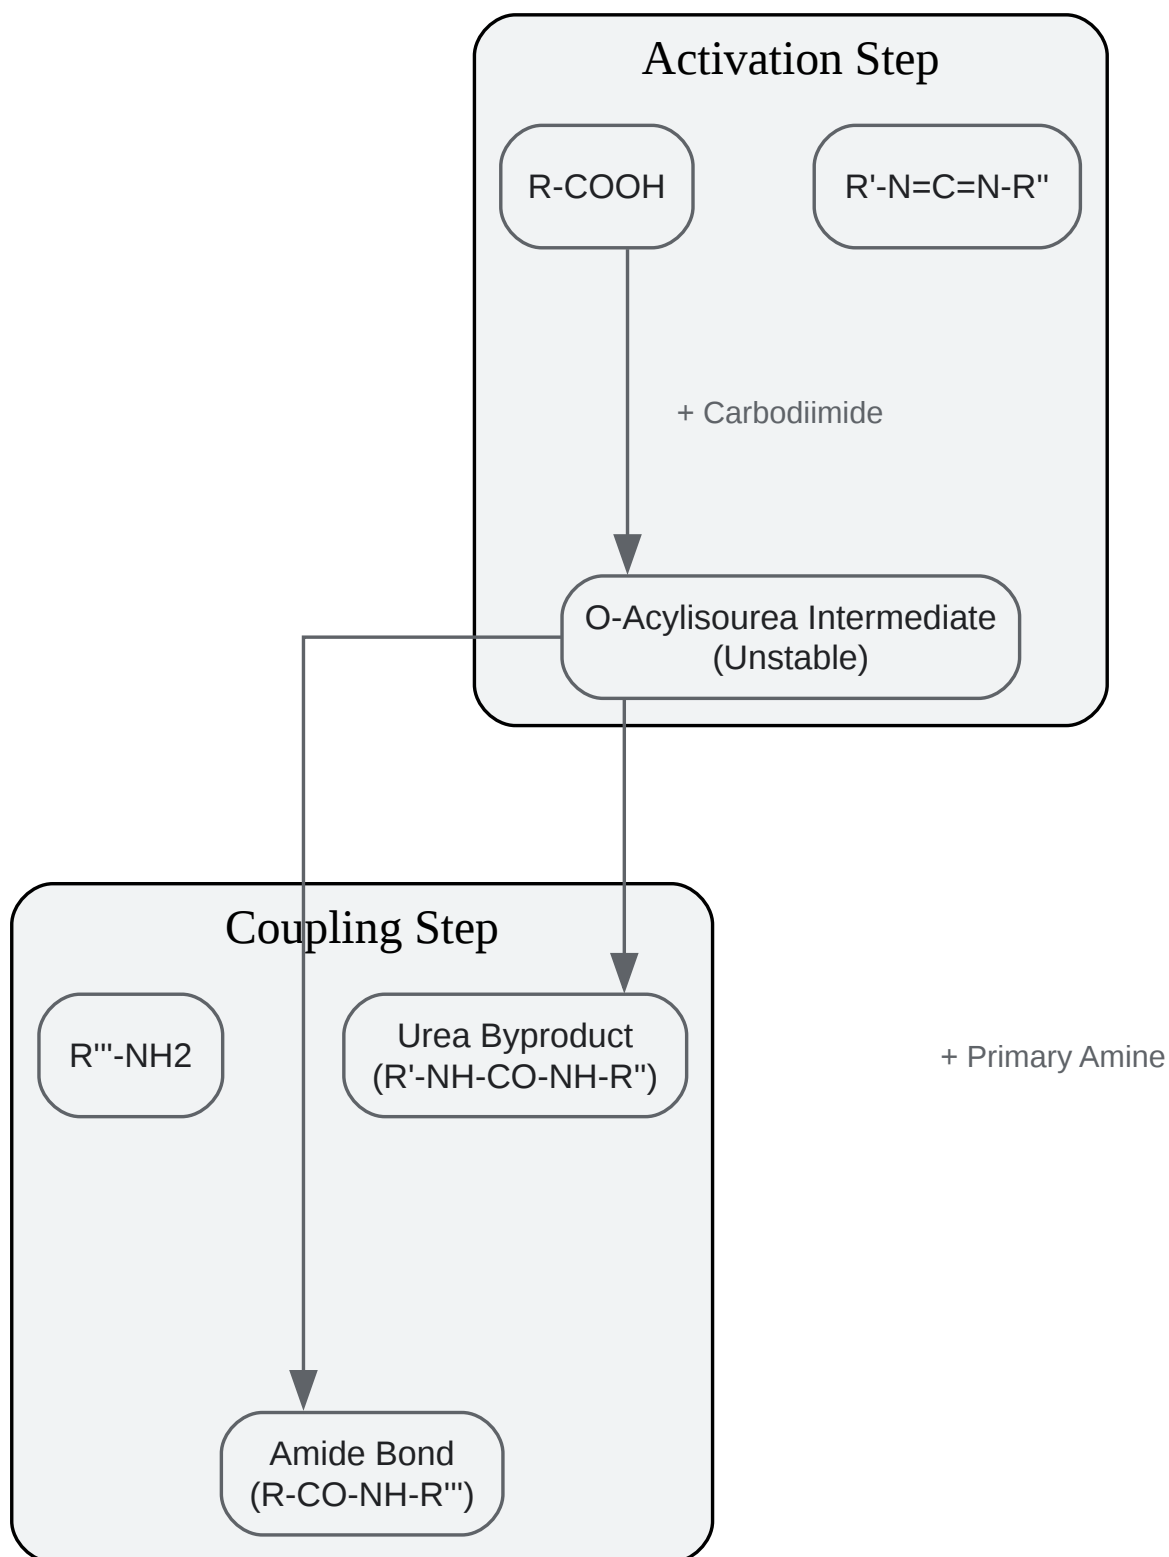 Activation Step
R-COOH
R'-N=C=N-R"
+ Carbodiimide
O-Acylisourea Intermediate
(Unstable)
Coupling Step
R'''-NH2
Urea Byproduct
(R'-NH-CO-NH-R'')
+ Primary Amine
Amide Bond
(R-CO-NH-R''')